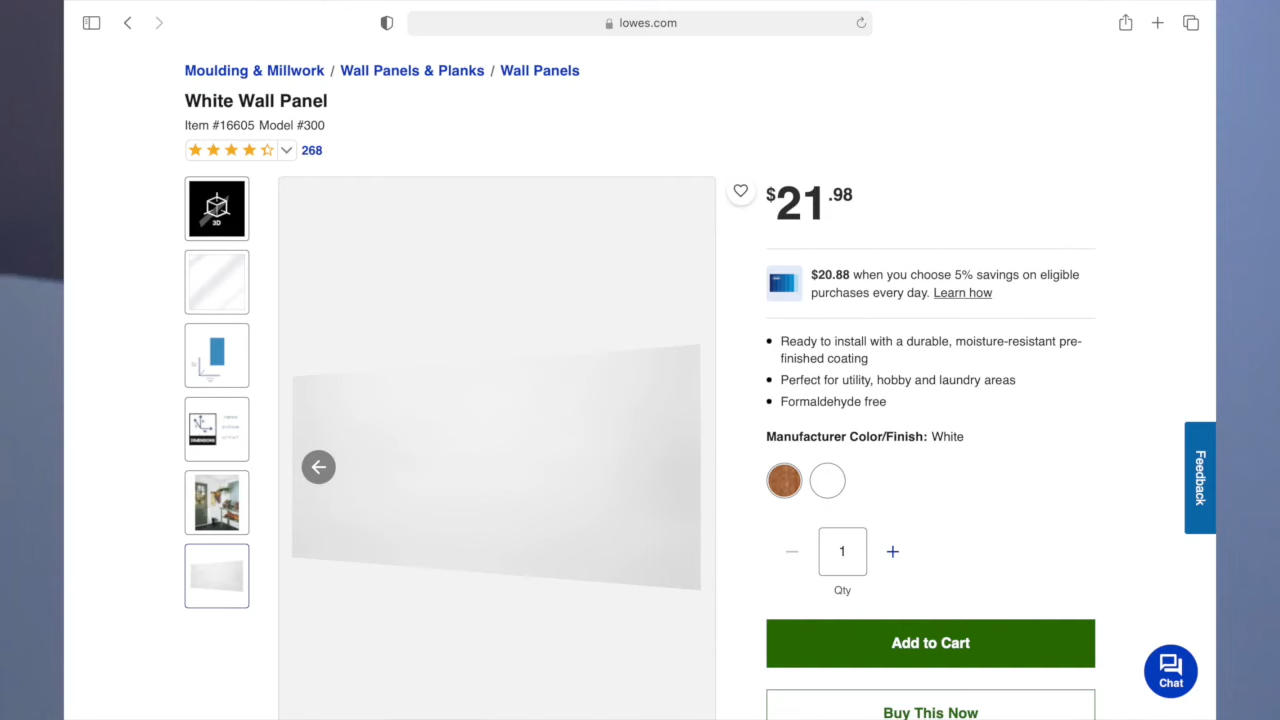 lowes.com
Moulding & Millwork / Wall Panels & Planks / Wall Panels
White Wall Panel
Item #16605 Model #300
268
3D
DIMENSIONS
$21.98
$20.88 when you choose 5% savings on eligible
purchases every day. Learn how
Ready to install with a durable, moisture-resistant pre-
finished coating
Perfect for utility, hobby and laundry areas
Formaldehyde free
Manufacturer Color/Finish: White
1
Qty
Add to Cart
Buy This Now
Feedback
Chat